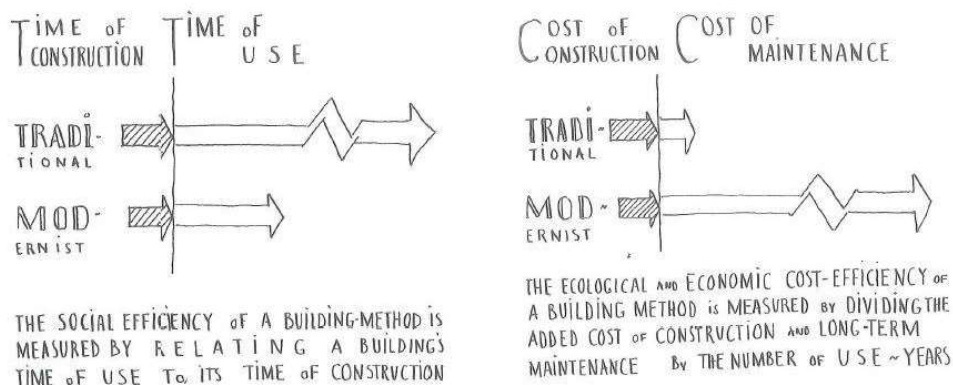 TIME OF CONSTRUCTION
TIME OF USE
TRADI-
TIONAL
MOD-
ERNIST
THE SOCIAL EFFICIENCY OF A BUILDING-METHOD IS
MEASURED BY RELATING A BUILDING'S
TIME OF USE TO ITS TIME OF CONSTRUCTION
COST OF CONSTRUCTION
COST OF MAINTENANCE
TRADI-
TIONAL
MOD~
ERNIST
THE ECOLOGICAL AND ECONOMIC COST-EFFICIENCY OF
A BUILDING METHOD IS MEASURED BY DIVIDING THE
ADDED COST OF CONSTRUCTION AND LONG-TERM
MAINTENANCE BY THE NUMBER OF USE~YEARS